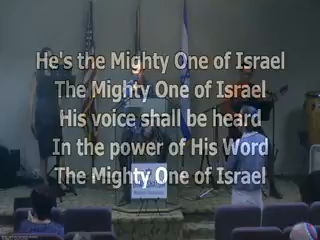 He's the Mighty One of Israel
The Mighty One of Israel
His voice shall be heard
In the power of His Word
The Mighty One of Israel